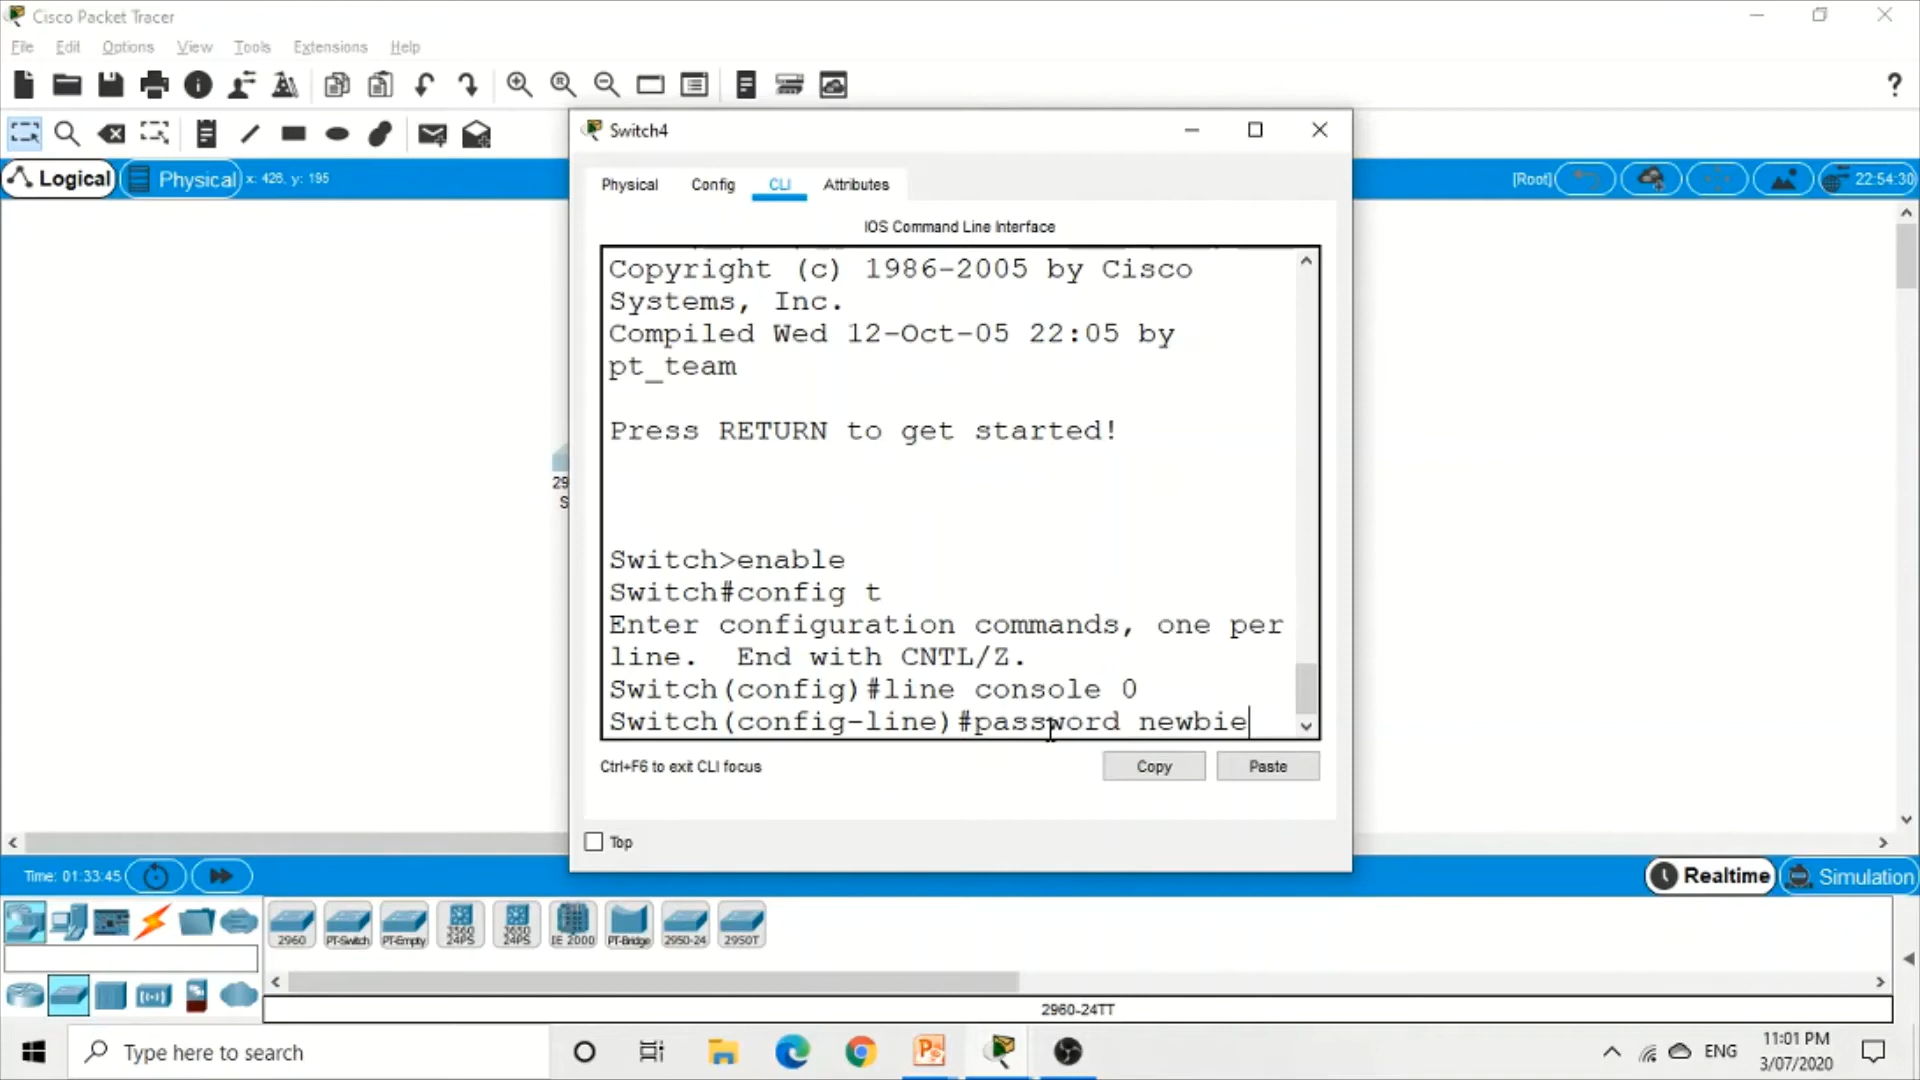 Cisco Packet Tracer
File Edit Options View Tools Extensions Help
?
Switch4
Logical Physical x: 426, y: 195
[Root] 22:54:30
Physical Config CLI Attributes
IOS Command Line Interface
Copyright (c) 1986-2005 by Cisco
Systems, Inc.
Compiled Wed 12-Oct-05 22:05 by
pt_team
Press RETURN to get started!
29
S
Switch>enable
Switch#config t
Enter configuration commands, one per
line.  End with CNTL/Z.
Switch(config)#line console 0
Switch(config-line)#password newbie
Ctrl+F6 to exit CLI focus
Copy Paste
Top
Time: 01:33:45
Realtime Simulation
2960 PT-Switch PT-Empty 3560 24PS 3650 24PS IE 2000 PT-Bridge 2950-24 2950T
2960-24TT
Type here to search
ENG
11:01 PM
3/07/2020